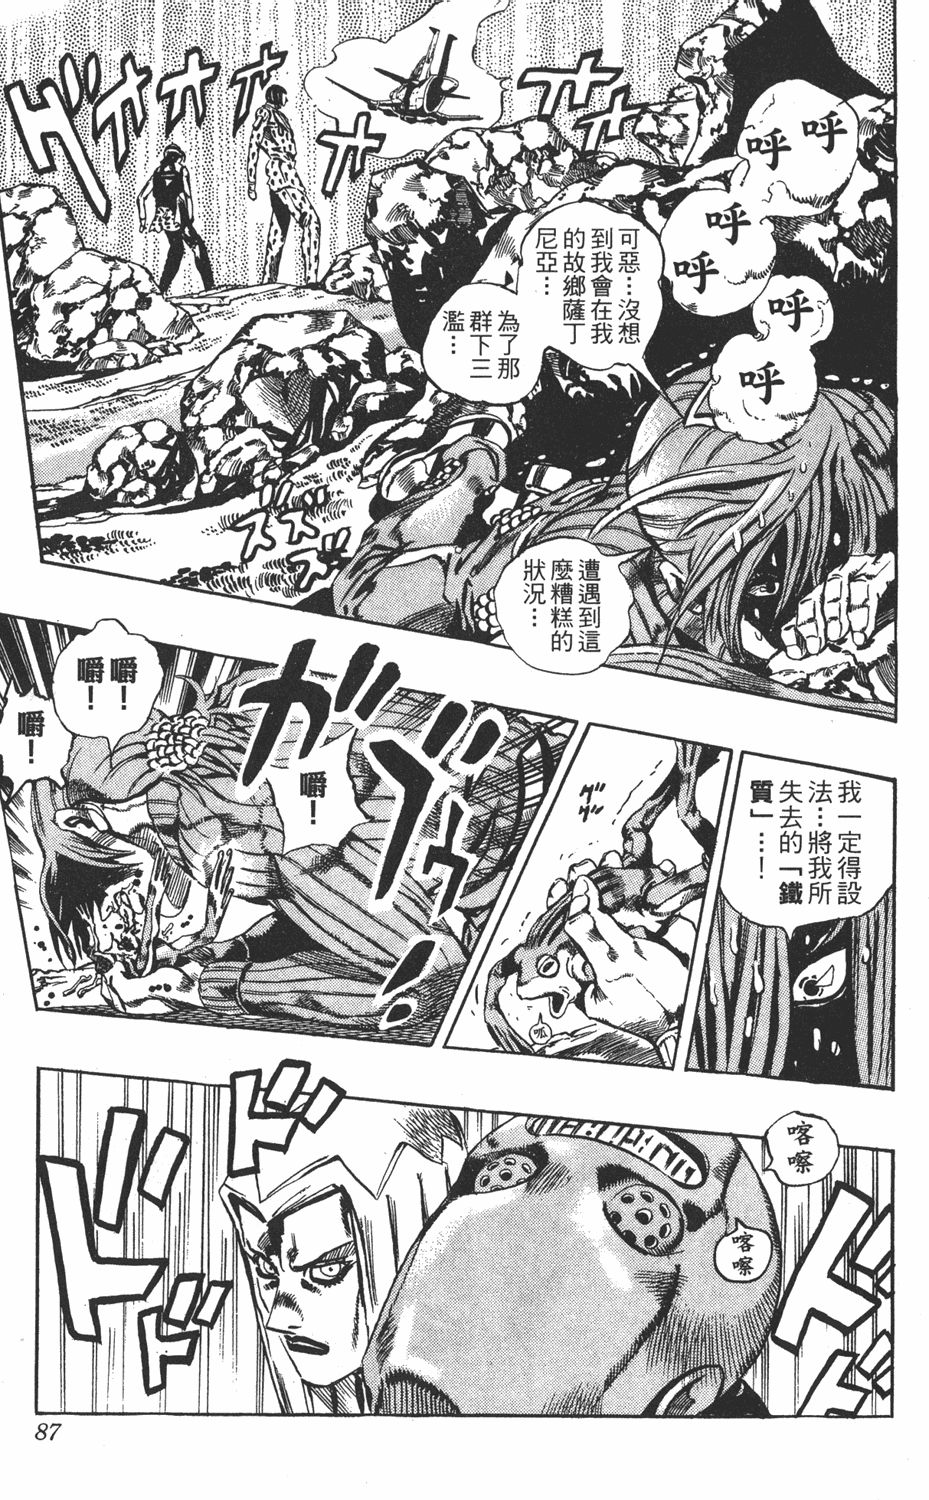 ゴオオオオ
オオ
呼
呼
呼
呼
呼
呼
可惡…沒想
到我會在我
的故鄉薩丁
尼亞…
為了那
群下三
濫…
遭遇到這
麼糟糕的
狀況…
ズズズ
我一定得設
法…將我所
失去的「鐵
質」…!
グググ
呱
ガブゥ!
嚼!
嚼!
嚼!
嚼!
喀嚓
喀嚓
ドドドドド
87